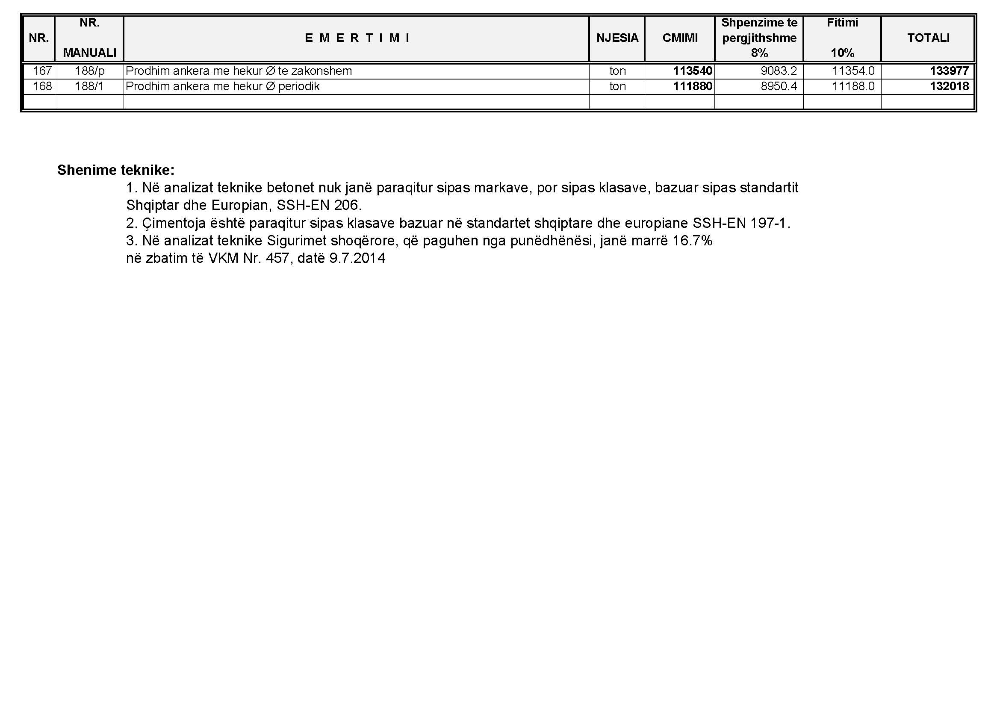 NR. NR. MANUALI E M E R T I M I NJESIA CMIMI Shpenzime te pergjithshme 8% Fitimi 10% TOTALI
167 188/p Prodhim ankera me hekur Ø te zakonshem ton 113540 9083.2 11354.0 133977
168 188/1 Prodhim ankera me hekur Ø periodik ton 111880 8950.4 11188.0 132018
Shenime teknike:
1. Në analizat teknike betonet nuk janë paraqitur sipas markave, por sipas klasave, bazuar sipas standartit
Shqiptar dhe Europian, SSH-EN 206.
2. Çimentoja është paraqitur sipas klasave bazuar në standartet shqiptare dhe europiane SSH-EN 197-1.
3. Në analizat teknike Sigurimet shoqërore, që paguhen nga punëdhënësi, janë marrë 16.7%
në zbatim të VKM Nr. 457, datë 9.7.2014